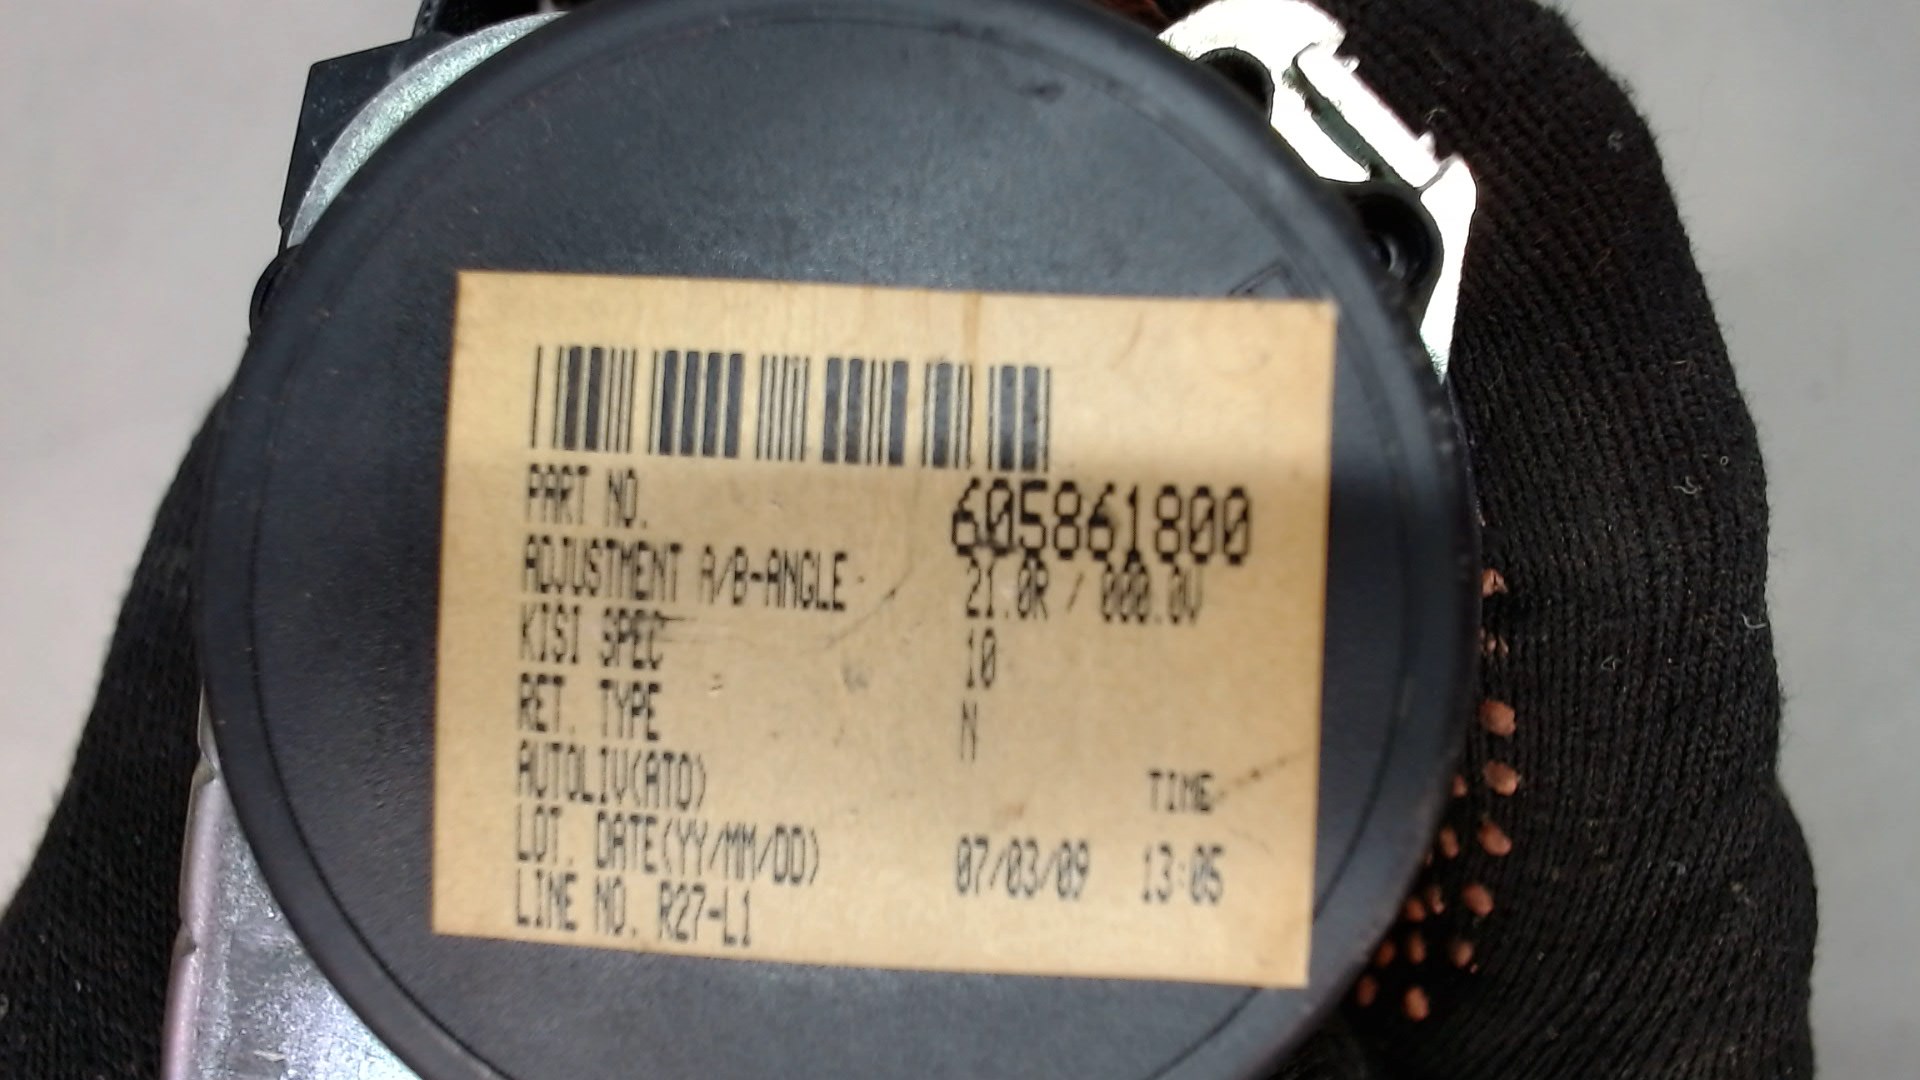 PART NO. 605861800
ADJUSTMENT A/B-ANGLE 21.0R / 000.0V
KISI SPEC 10
RET. TYPE N
AUTOLIV(ATO) TIME
LOT. DATE(YY/MM/DD) 07/03/09 13:05
LINE NO. R27-L1